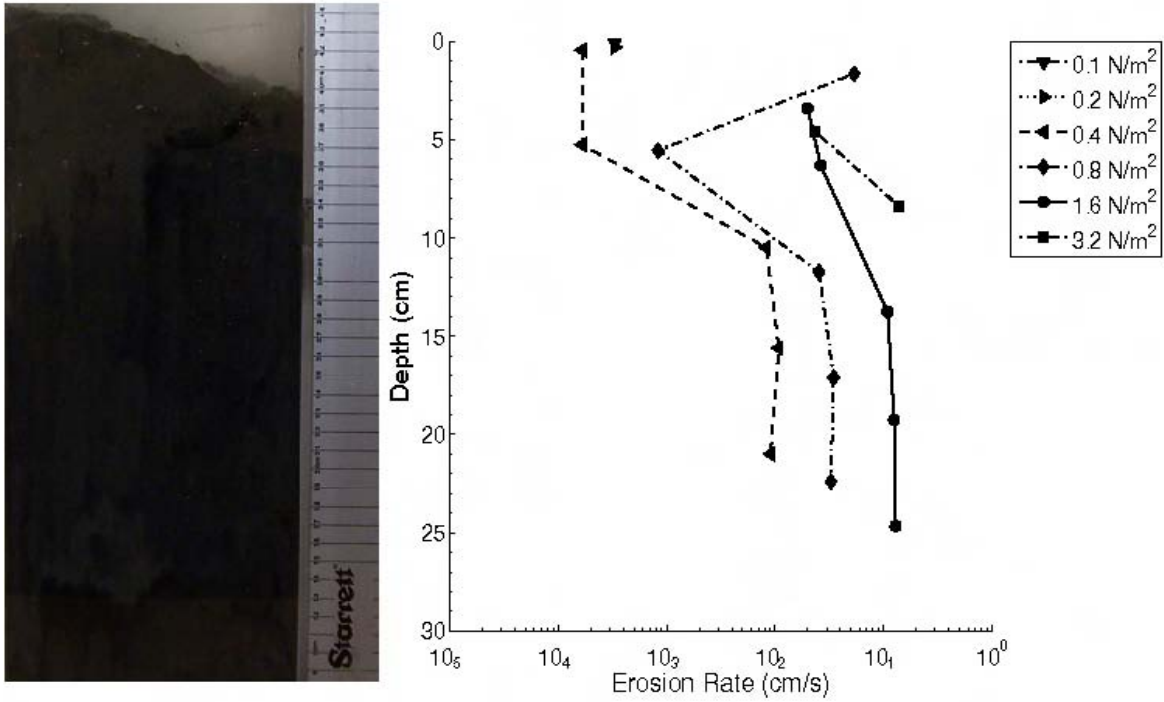 Starrett
0
5
10
15
20
25
30
Depth (cm)
10₅ 10₄ 10₃ 10₂ 10₁ 10⁰
Erosion Rate (cm/s)
0.1 N/m²
0.2 N/m²
0.4 N/m²
0.8 N/m²
1.6 N/m²
3.2 N/m²